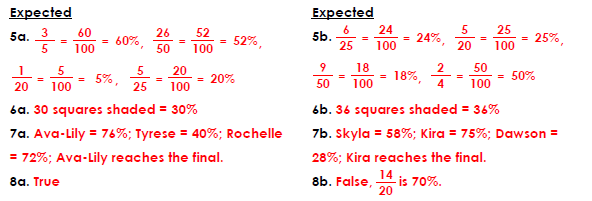 Expected
5a. 3/5 = 60/100 = 60%, 26/50 = 52/100 = 52%,
1/20 = 5/100 = 5%, 5/25 = 20/100 = 20%
6a. 30 squares shaded = 30%
7a. Ava-Lily = 76%; Tyrese = 40%; Rochelle
= 72%; Ava-Lily reaches the final.
8a. True
Expected
5b. 6/25 = 24/100 = 24%, 5/20 = 25/100 = 25%,
9/50 = 18/100 = 18%, 2/4 = 50/100 = 50%
6b. 36 squares shaded = 36%
7b. Skyla = 58%; Kira = 75%; Dawson =
28%; Kira reaches the final.
8b. False, 14/20 is 70%.